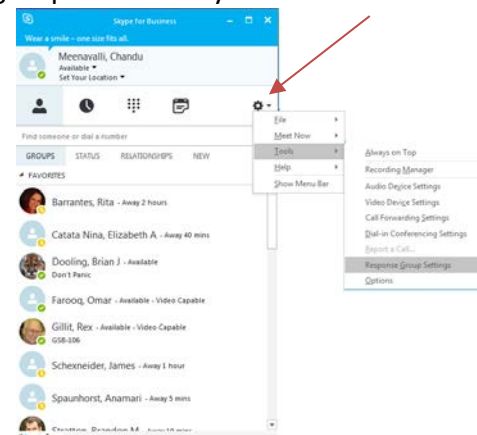 Skype for Business
Wear a smile – one size fits all.
Meenavalli, Chandu
Available
Set Your Location
Find someone or dial a number
GROUPS STATUS RELATIONSHIPS NEW
FAVORITES
Barrantes, Rita - Away 2 hours
Catata Nina, Elizabeth A - Away 40 mins
Dooling, Brian J - Available
Don't Panic
Farooq, Omar - Available - Video Capable
Gillit, Rex - Available - Video Capable
GSB-106
Schexneider, James - Away 1 hour
Spaunhorst, Anamari - Away 5 mins
Stratton, Brandon M - Away 10 mins
File
Meet Now
Tools
Help
Show Menu Bar
Always on Top
Recording Manager
Audio Device Settings
Video Device Settings
Call Forwarding Settings
Dial-in Conferencing Settings
Report a Call...
Response Group Settings
Options